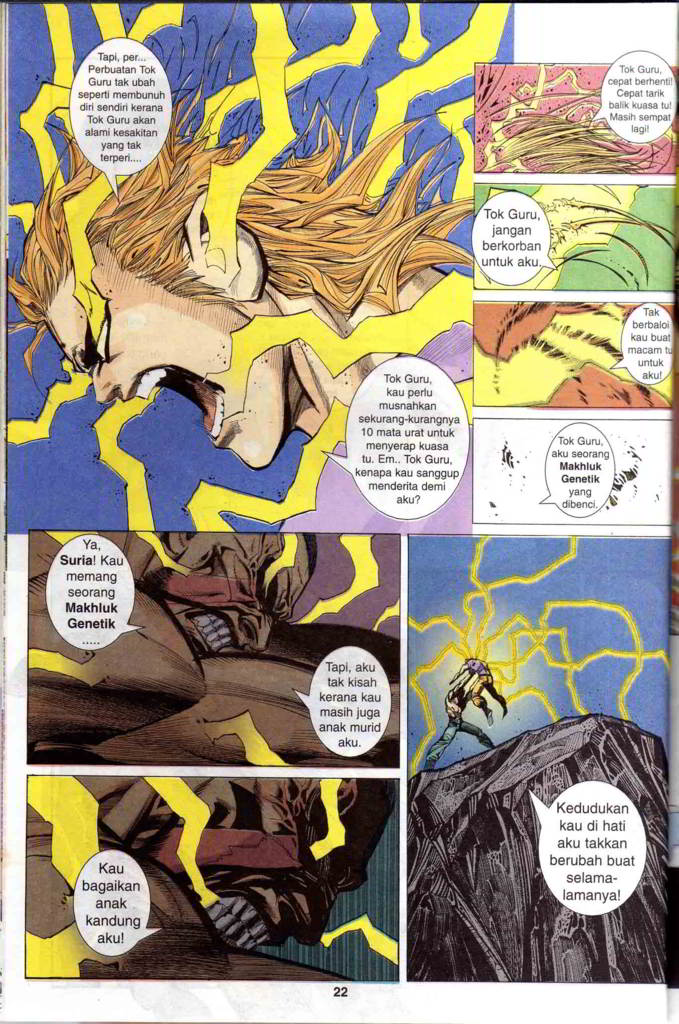 Tapi, per...
Perbuatan Tok
Guru tak ubah
seperti membunuh
diri sendiri kerana
Tok Guru akan
alami kesakitan
yang tak
terperi....
Tok Guru,
kau perlu
musnahkan
sekurang-kurangnya
10 mata urat untuk
menyerap kuasa
tu. Em.. Tok Guru,
kenapa kau sanggup
menderita demi
aku?
Tok Guru,
cepat berhenti!
Cepat tarik
balik kuasa tu!
Masih sempat
lagi!
Tok Guru,
jangan
berkorban
untuk aku.
Tak
berbaloi
kau buat
macam tu
untuk
aku!
Tok Guru,
aku seorang
Makhluk
Genetik
yang
dibenci.
Ya,
Suria! Kau
memang
seorang
Makhluk
Genetik
.....
Tapi, aku
tak kisah
kerana kau
masih juga
anak murid
aku.
Kau
bagaikan
anak
kandung
aku!
Kedudukan
kau di hati
aku takkan
berubah buat
selama-
lamanya!
22